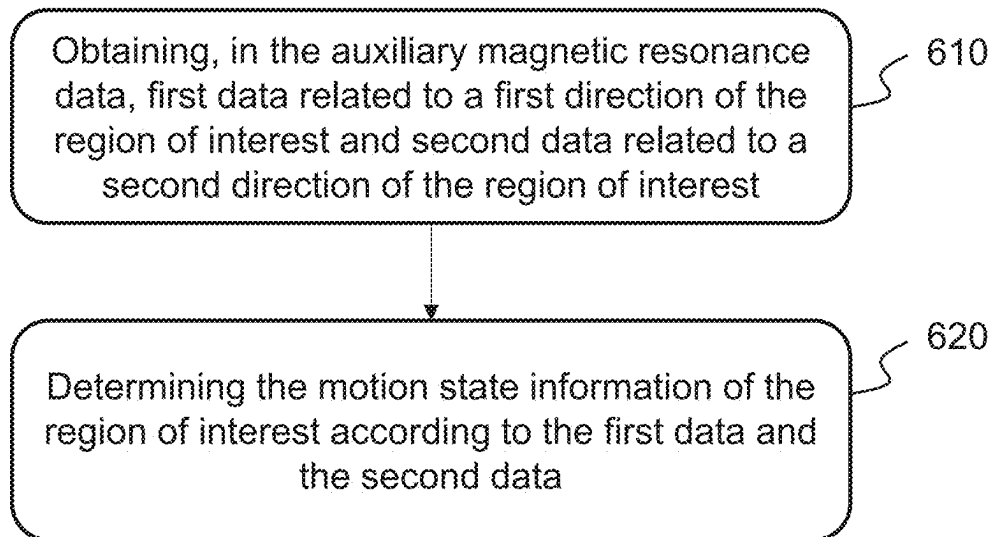 Obtaining, in the auxiliary magnetic resonance
data, first data related to a first direction of the
region of interest and second data related to a
second direction of the region of interest
610
Determining the motion state information of the
region of interest according to the first data and
the second data
620